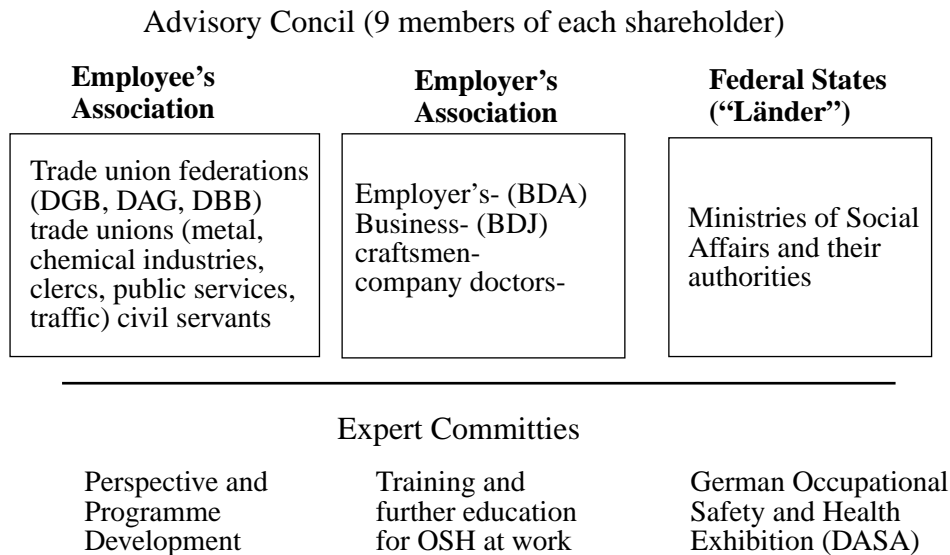 Advisory Concil (9 members of each shareholder)
Employee's
Association
Employer's
Association
Federal States
(“Länder”)
Trade union federations
(DGB, DAG, DBB)
trade unions (metal,
chemical industries,
clercs, public services,
traffic) civil servants
Employer's- (BDA)
Business- (BDJ)
craftsmen-
company doctors-
Ministries of Social
Affairs and their
authorities
Expert Committies
Perspective and
Programme
Development
Training and
further education
for OSH at work
German Occupational
Safety and Health
Exhibition (DASA)